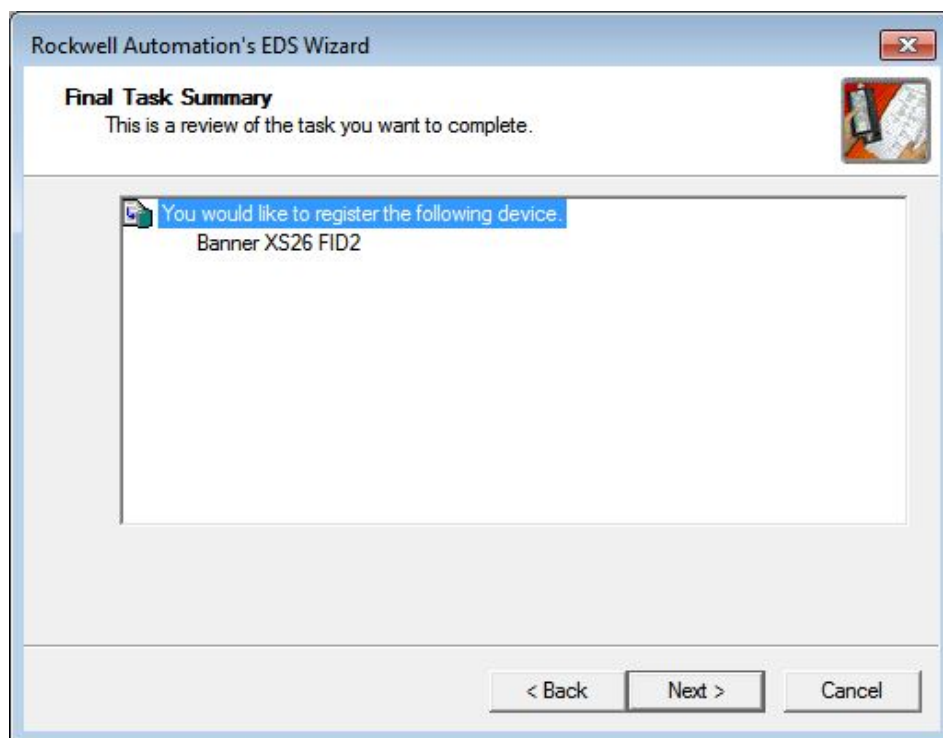 Rockwell Automation's EDS Wizard
Final Task Summary
This is a review of the task you want to complete.
You would like to register the following device.
Banner XS26 FID2
< Back
Next >
Cancel